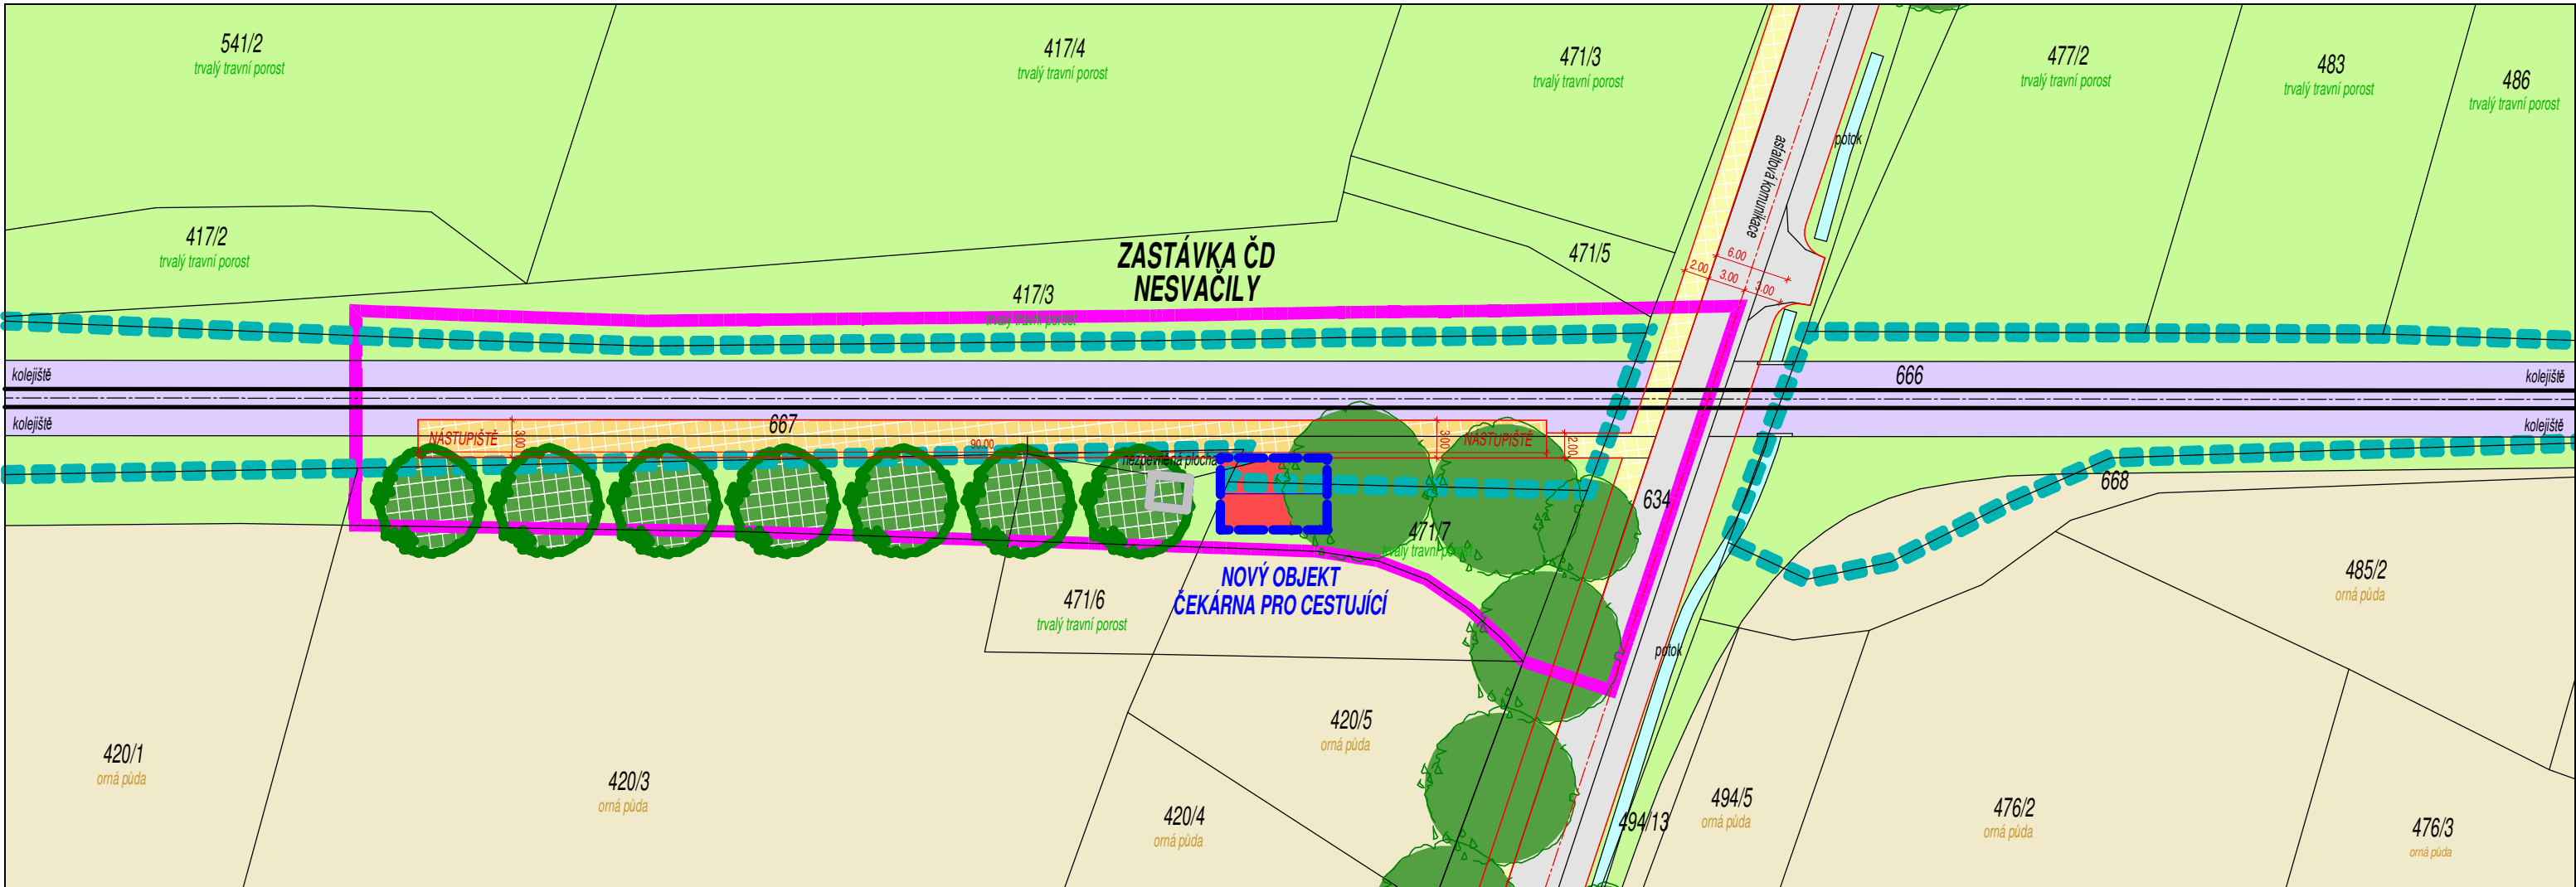 541/2
trvalý travní porost
417/4
trvalý travní porost
471/3
trvalý travní porost
477/2
trvalý travní porost
483
trvalý travní porost
486
trvalý travní porost
potok
asfaltová komunikace
417/2
trvalý travní porost
ZASTÁVKA ČD
NESVAČILY
471/5
6.00
2.00
3.00
3.00
417/3
trvalý travní porost
kolejiště
666
kolejiště
kolejiště
667
kolejiště
NÁSTUPIŠTĚ
3.00
90.00
3.00
NÁSTUPIŠTĚ
2.00
nezpevněná plocha
668
634
471/7
trvalý travní porost
NOVÝ OBJEKT
ČEKÁRNA PRO CESTUJÍCÍ
471/6
trvalý travní porost
485/2
orná půda
potok
420/5
orná půda
420/1
orná půda
420/3
orná půda
420/4
orná půda
494/13
494/5
orná půda
476/2
orná půda
476/3
orná půda